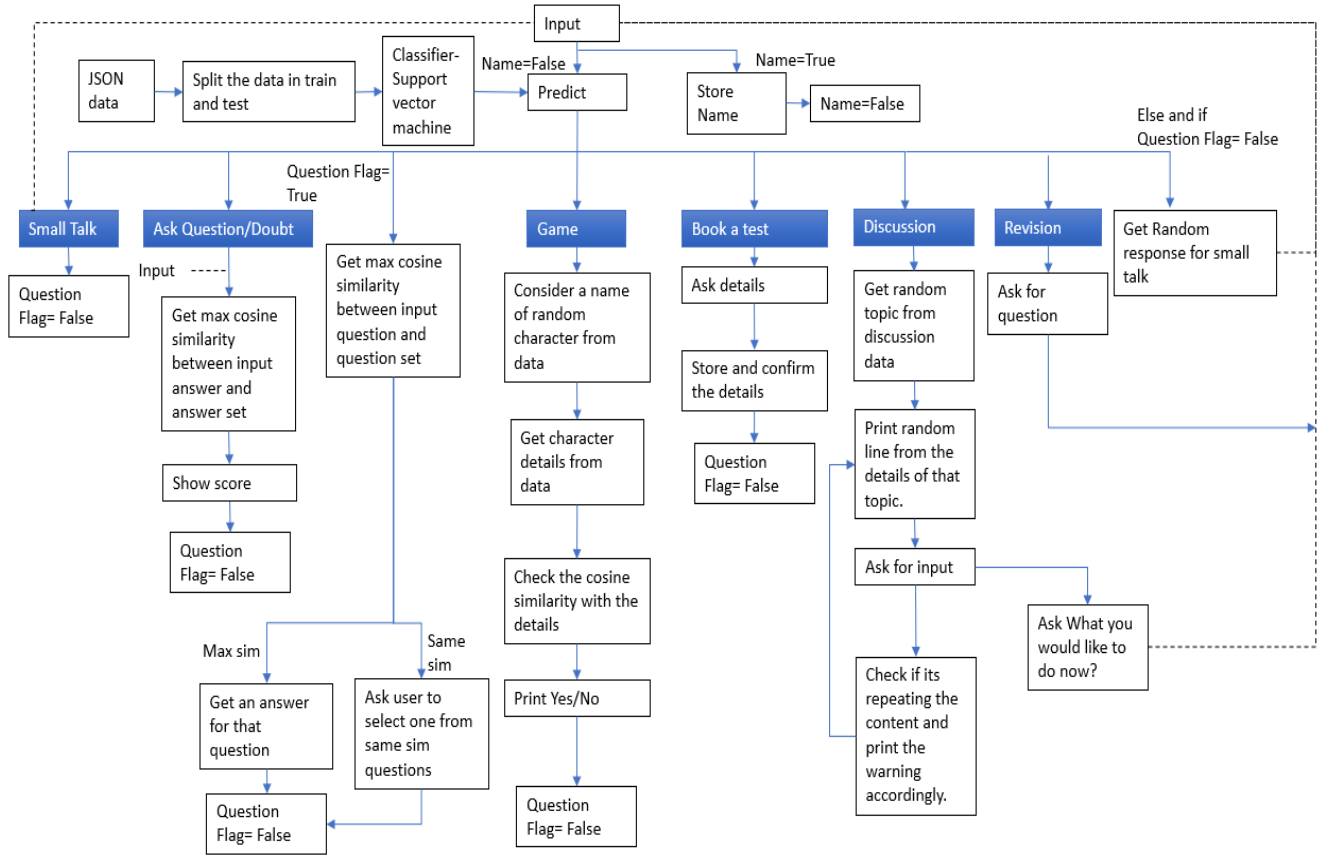 Input
JSON
data
Split the data in train
and test
Classifier-
Support
vector
machine
Name=False
Predict
Name=True
Store
Name
Name=False
Else and if
Question Flag= False
Question Flag=
True
Small Talk
Ask Question/Doubt
Game
Book a test
Discussion
Revision
Get Random
response for small
talk
Question
Flag= False
Input
Get max cosine
similarity
between input
answer and
answer set
Show score
Question
Flag= False
Get max cosine
similarity
between input
question and
question set
Max sim
Same
sim
Get an answer
for that
question
Ask user to
select one from
same sim
questions
Question
Flag= False
Consider a name
of random
character from
data
Get character
details from
data
Check the cosine
similarity with the
details
Print Yes/No
Question
Flag= False
Ask details
Store and confirm
the details
Question
Flag= False
Get random
topic from
discussion
data
Print random
line from the
details of that
topic.
Ask for input
Check if its
repeating the
content and
print the
warning
accordingly.
Ask for
question
Ask What you
would like to
do now?